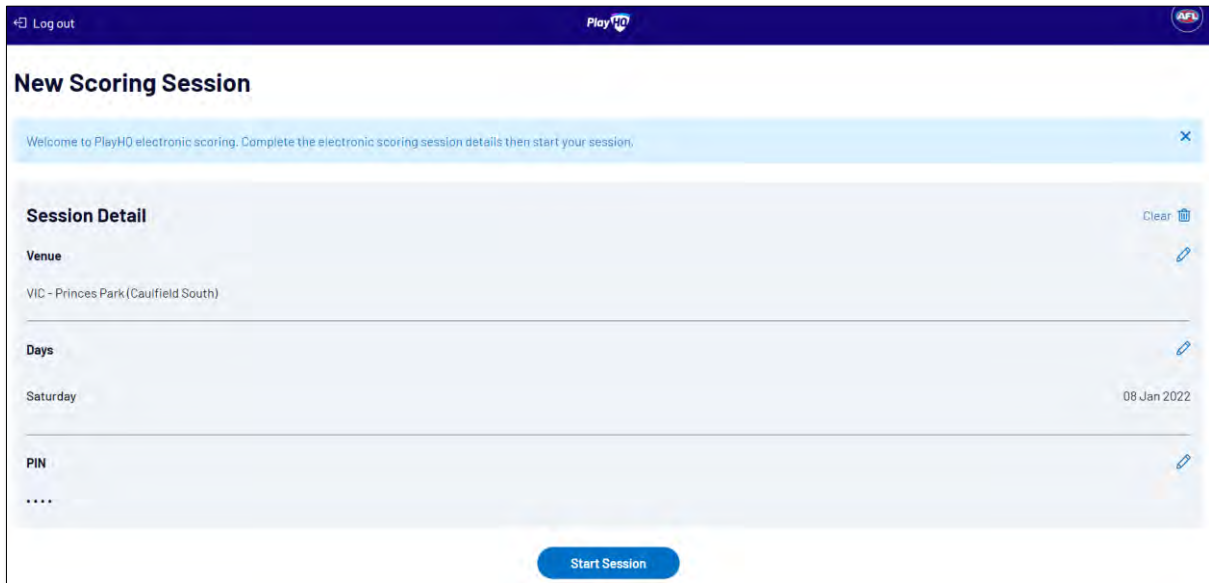 Log out
PlayHQ
AFL
New Scoring Session
Welcome to PlayHQ electronic scoring. Complete the electronic scoring session details then start your session.
Session Detail
Clear
Venue
VIC - Princes Park (Caulfield South)
Days
Saturday 08 Jan 2022
PIN
••••
Start Session